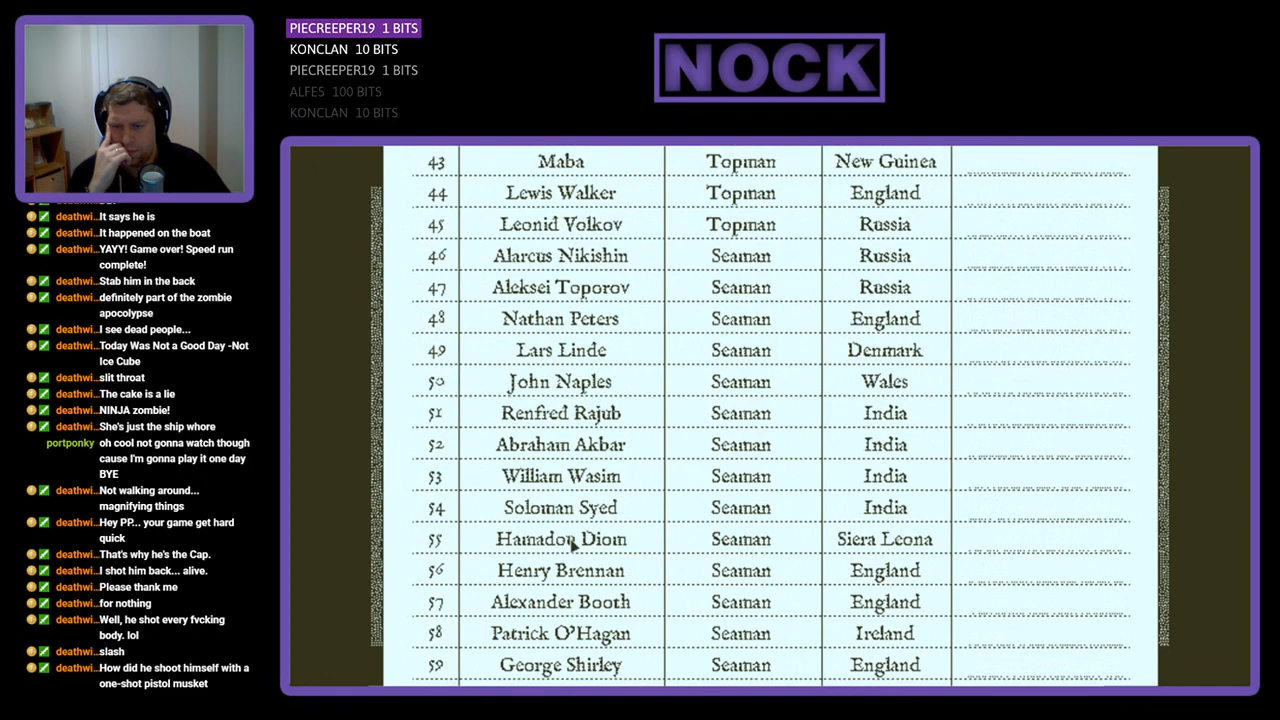 PIECREEPER19 1 BITS
KONCLAN 10 BITS
PIECREEPER19 1 BITS
ALFE5 100 BITS
KONCLAN 10 BITS
NOCK
deathwi...It says he is
deathwi...It happened on the boat
deathwi...YAYY! Game over! Speed run
complete!
deathwi...Stab him in the back
deathwi...definitely part of the zombie
apocolypse
deathwi...I see dead people...
deathwi...Today Was Not a Good Day -Not
Ice Cube
deathwi...slit throat
deathwi...The cake is a lie
deathwi...NINJA zombie!
deathwi...She's just the ship whore
portponky oh cool not gonna watch though
cause I'm gonna play it one day
BYE
deathwi...Not walking around...
magnifying things
deathwi...Hey PP... your game get hard
quick
deathwi...That's why he's the Cap.
deathwi...I shot him back... alive.
deathwi...Please thank me
deathwi...for nothing
deathwi...Well, he shot every fvcking
body. lol
deathwi...slash
deathwi...How did he shoot himself with a
one-shot pistol musket
43 Maba Topman New Guinea
44 Lewis Walker Topman England
45 Leonid Volkov Topman Russia
46 Alarcus Nikishin Seaman Russia
47 Aleksei Toporov Seaman Russia
48 Nathan Peters Seaman England
49 Lars Linde Seaman Denmark
50 John Naples Seaman Wales
51 Renfred Rajub Seaman India
52 Abraham Akbar Seaman India
53 William Wasim Seaman India
54 Soloman Syed Seaman India
55 Hamadou Diom Seaman Siera Leona
56 Henry Brennan Seaman England
57 Alexander Booth Seaman England
58 Patrick O'Hagan Seaman Ireland
59 George Shirley Seaman England